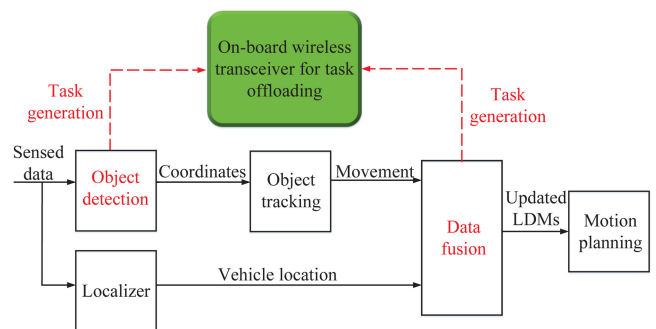 On-board wireless
transceiver for task
offloading
Task
generation
Task
generation
Sensed
data
Object
detection
Coordinates
Object
tracking
Movement
Data
fusion
Updated
LDMs
Motion
planning
Localizer
Vehicle location